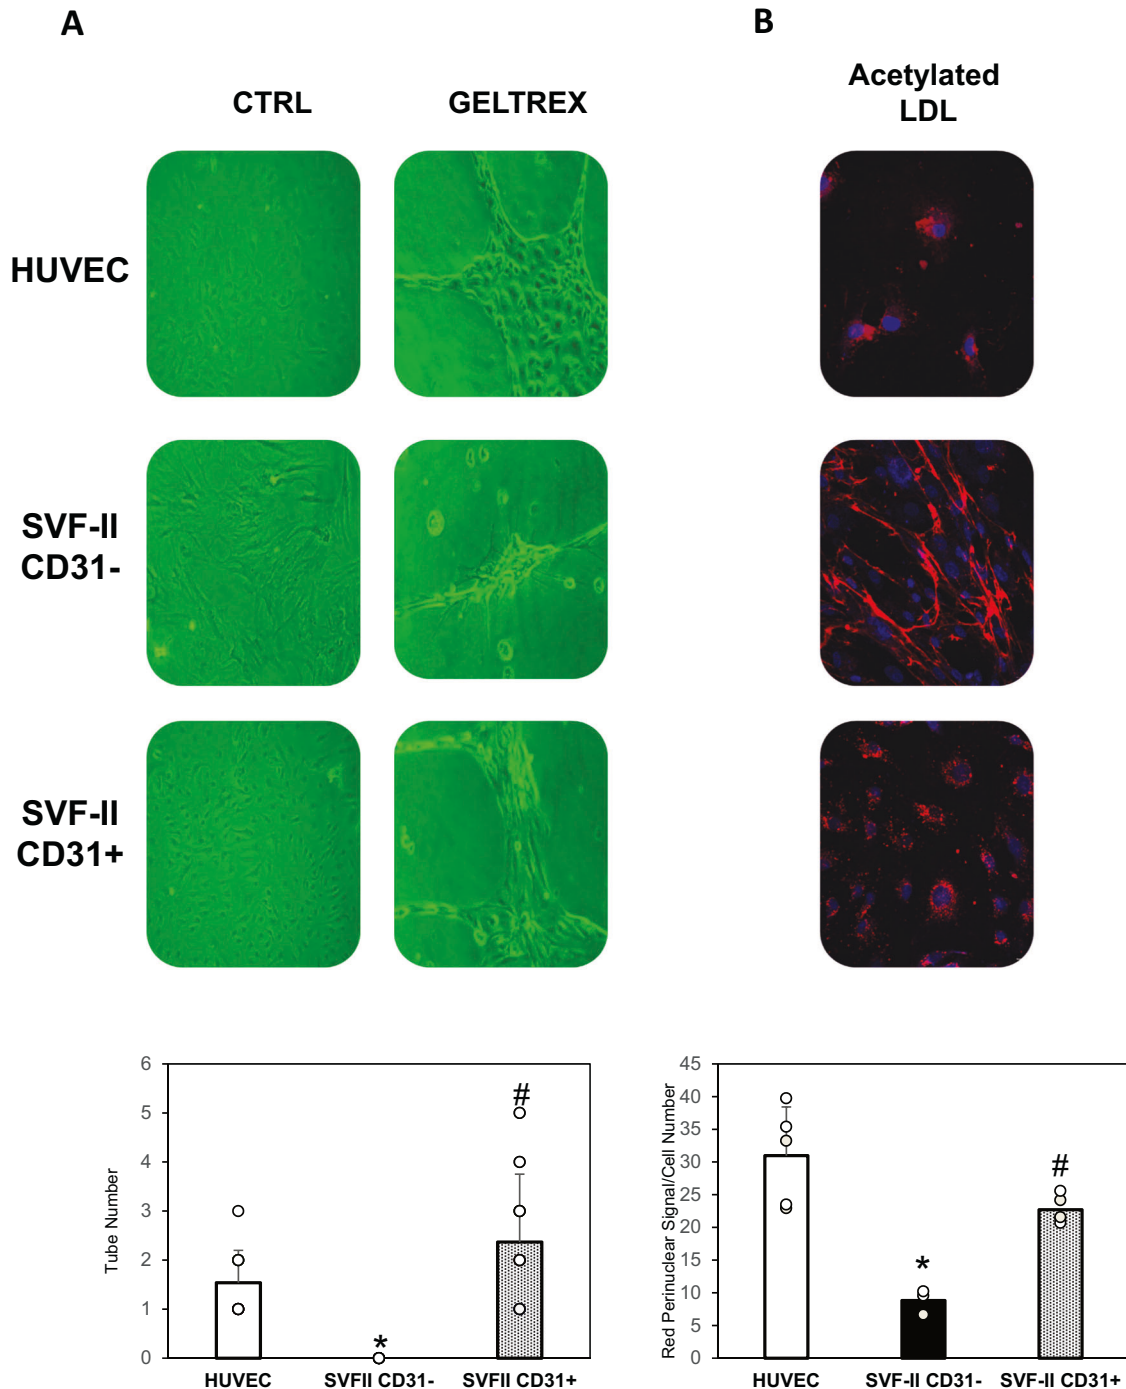 A
B
CTRL
GELTREX
Acetylated
LDL
HUVEC
SVF-II
CD31-
SVF-II
CD31+
Tube Number
6
5
4
3
2
1
0
#
*
HUVEC
SVFII CD31-
SVFII CD31+
Red Perinuclear Signal/Cell Number
45
40
35
30
25
20
15
10
5
0
*
#
HUVEC
SVF-II CD31-
SVF-II CD31+